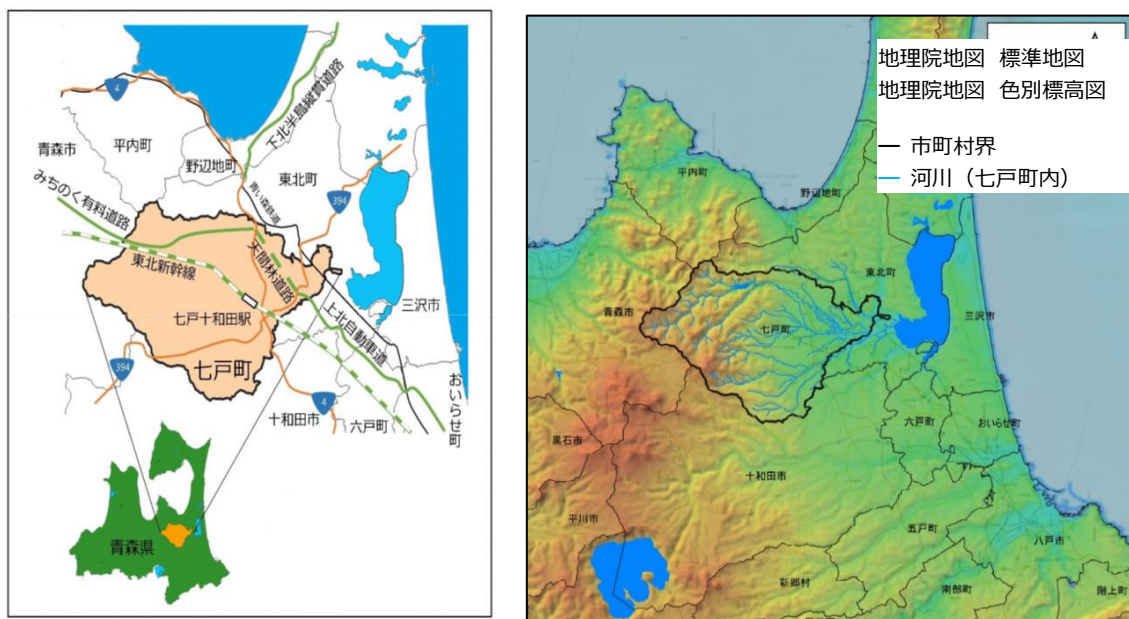 4
平内町
青森市
野辺地町
下北半島縦貫道路
東北町
青い森鉄道
394
みちのく有料道路
東北新幹線
天間林道路
七戸十和田駅
三沢市
上北自動車道
七戸町
394
4
十和田市
六戸町
おいらせ町
青森県
地理院地図 標準地図
地理院地図 色別標高図
市町村界
河川（七戸町内）
平内町
野辺地町
東北町
青森市
七戸町
三沢市
六戸町
おいらせ町
黒石市
十和田市
平川市
五戸町
八戸市
新郷村
南部町
階上町